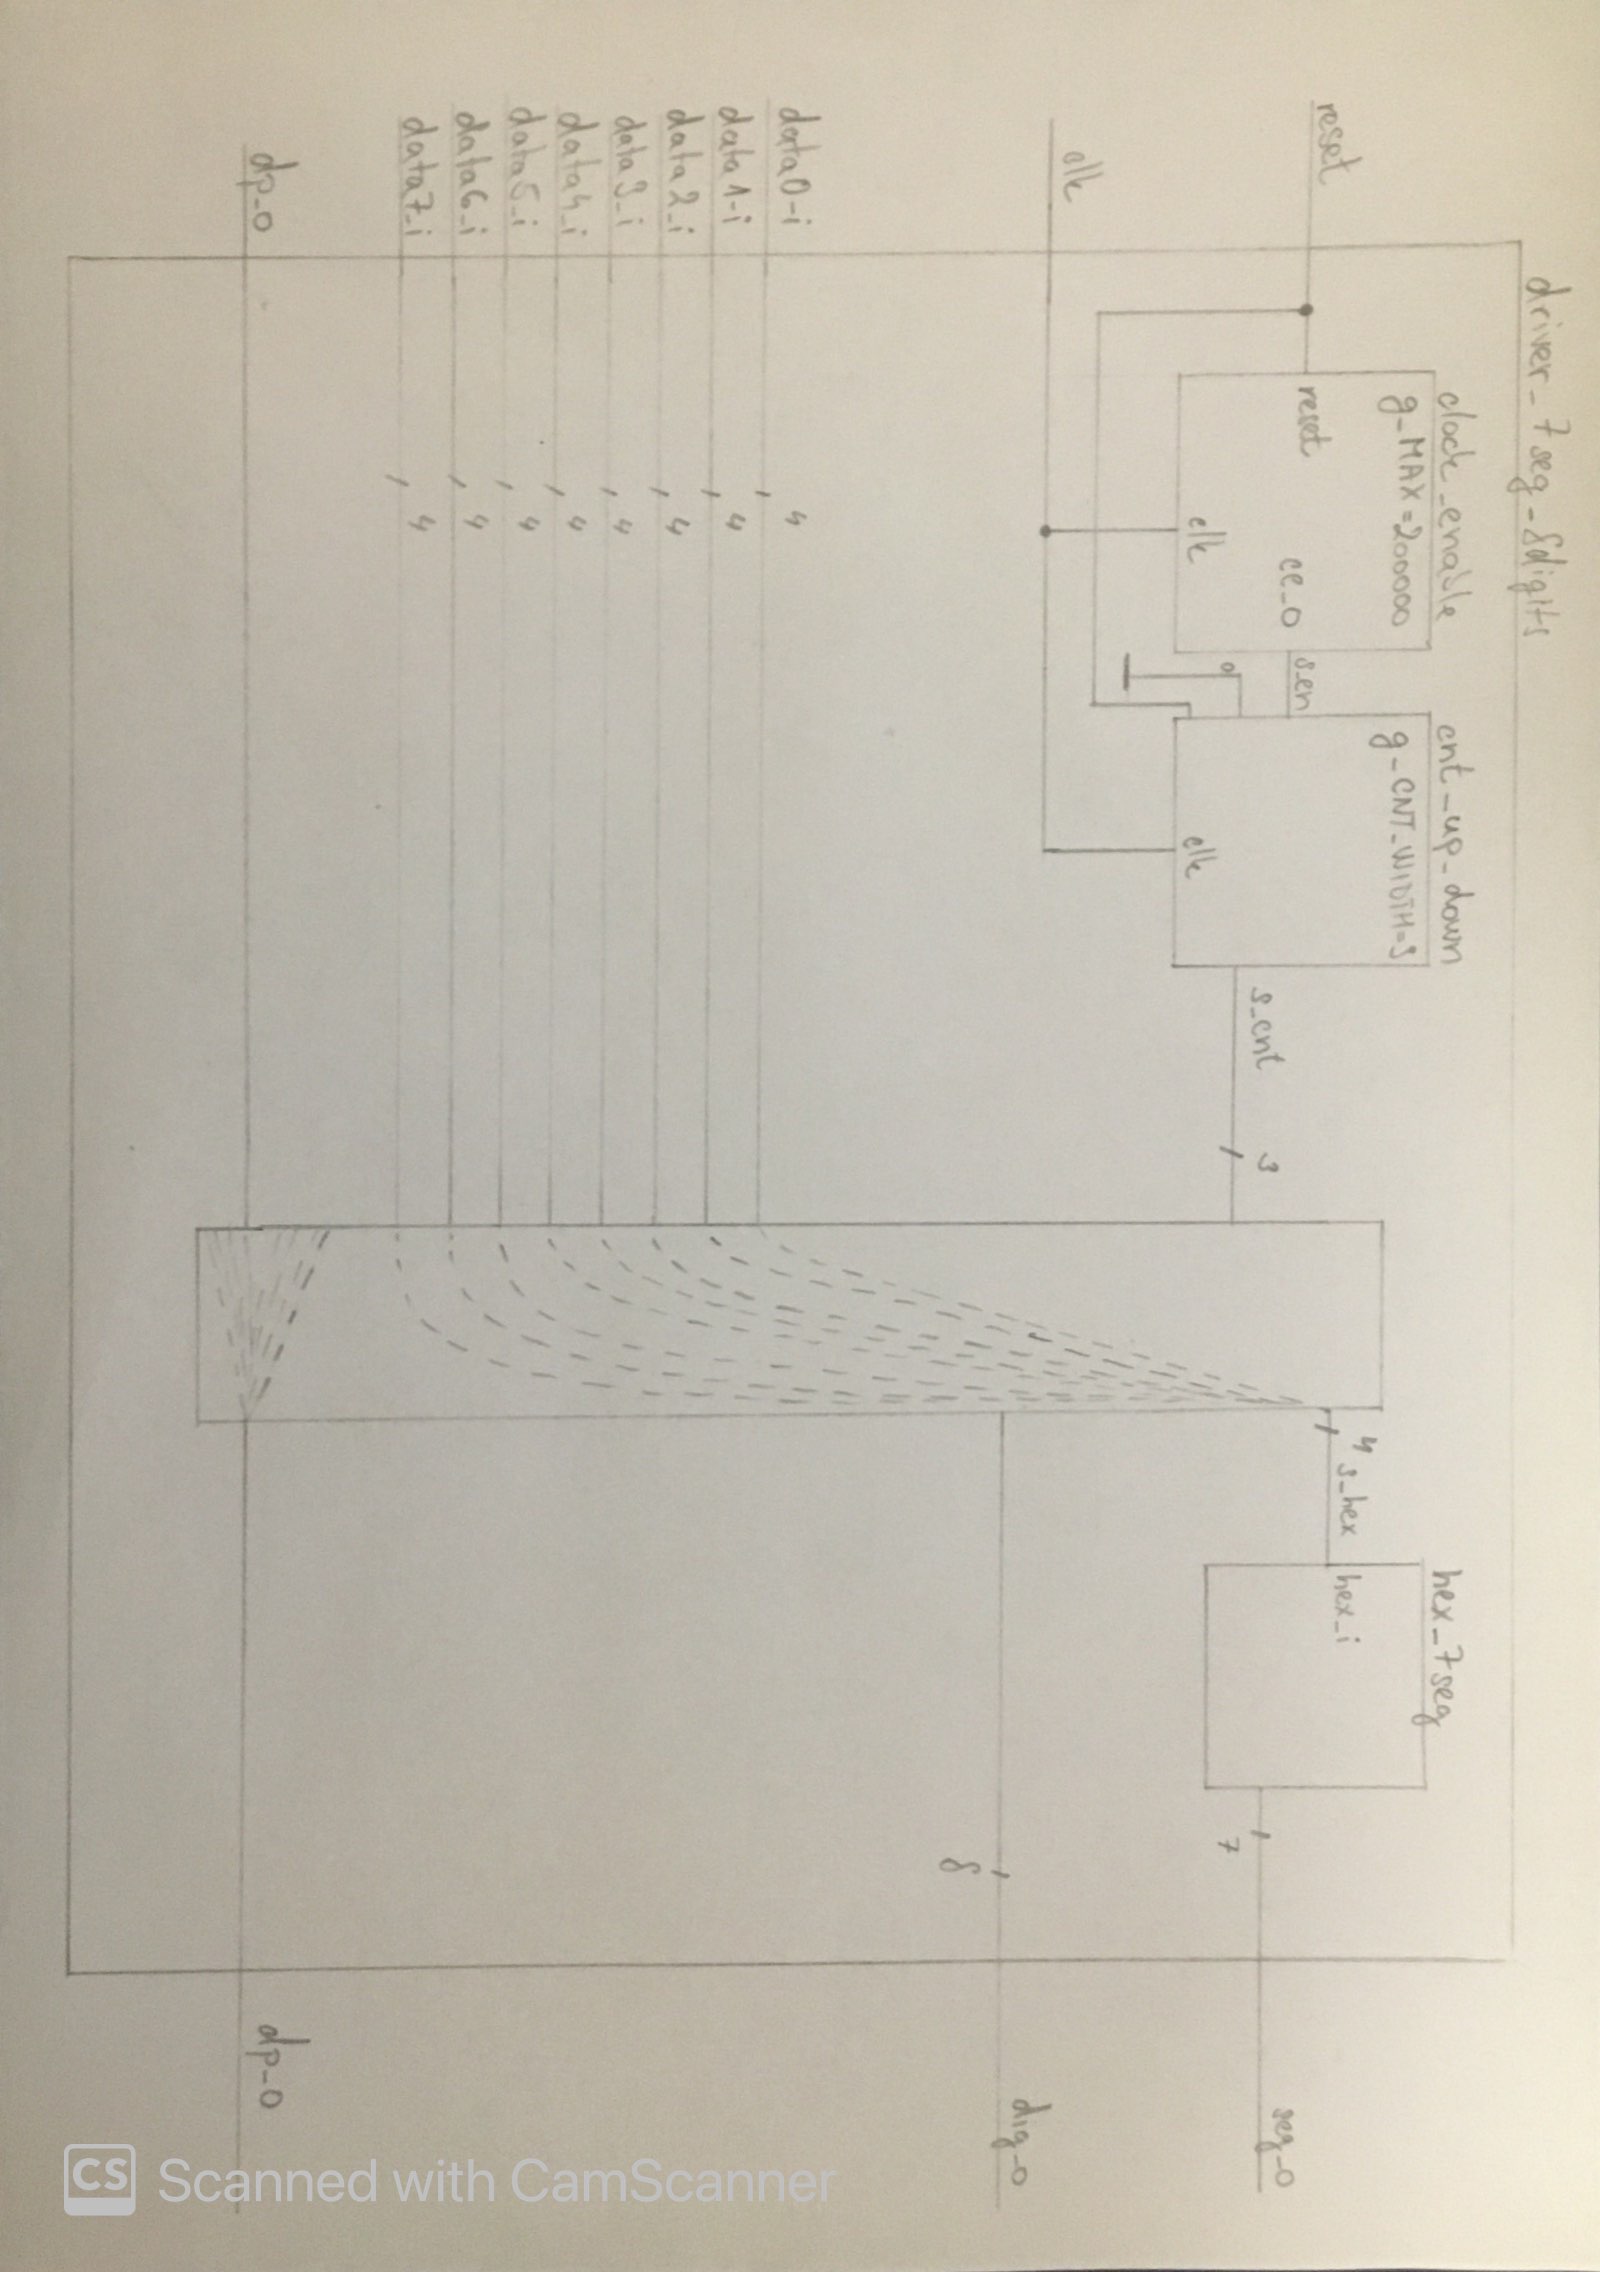 driver_7seg_8digits
clock_enable
g_MAX=200000
reset
ce_o
clk
cnt_up_down
g_CNT_WIDTH=3
clk
hex_7seg
hex_i
reset
s_en
0
s_cnt
3
4
s_hex
seg_o
7
clk
dig_o
8
data0-i
4
data1-i
4
data2_i
4
data3_i
4
data4_i
4
data5_i
4
data6_i
4
data7_i
4
dp_o
dp_o
CS Scanned with CamScanner